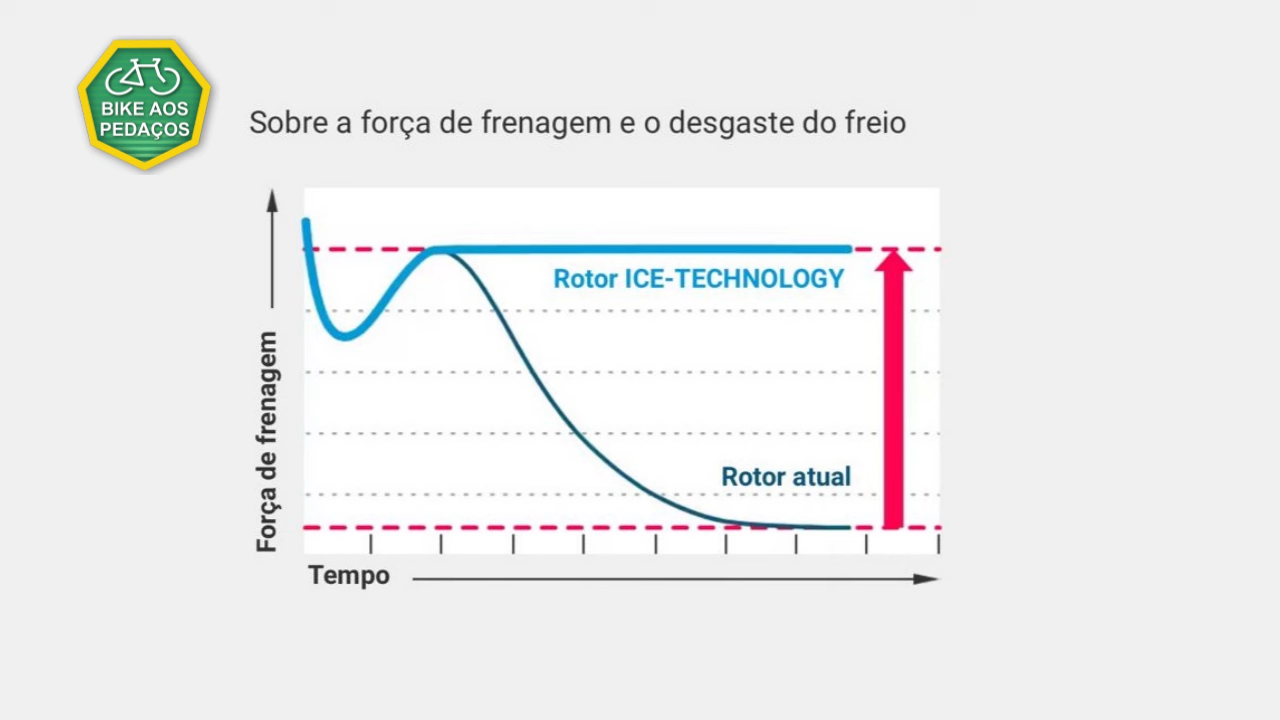 BIKE AOS
PEDAÇOS
Sobre a força de frenagem e o desgaste do freio
Força de frenagem
Rotor ICE-TECHNOLOGY
Rotor atual
Tempo